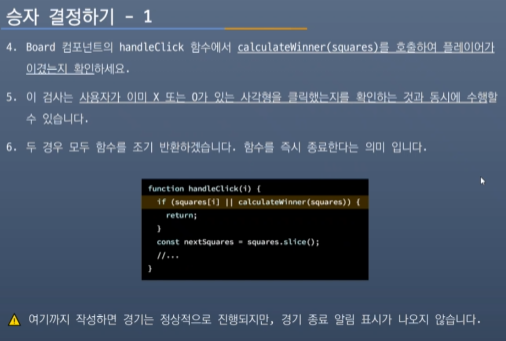 승자 결정하기 - 1
4. Board 컴포넌트의 handleClick 함수에서 calculateWinner(squares)를 호출하여 플레이어가
이겼는지 확인하세요.
5. 이 검사는 사용자가 이미 X 또는 O가 있는 사각형을 클릭했는지를 확인하는 것과 동시에 수행할
수 있습니다.
6. 두 경우 모두 함수를 조기 반환하겠습니다. 함수를 즉시 종료한다는 의미 입니다.
function handleClick(i) {
if (squares[i] || calculateWinner(squares)) {
return;
}
const nextSquares = squares.slice();
//...
}
여기까지 작성하면 경기는 정상적으로 진행되지만, 경기 종료 알림 표시가 나오지 않습니다.